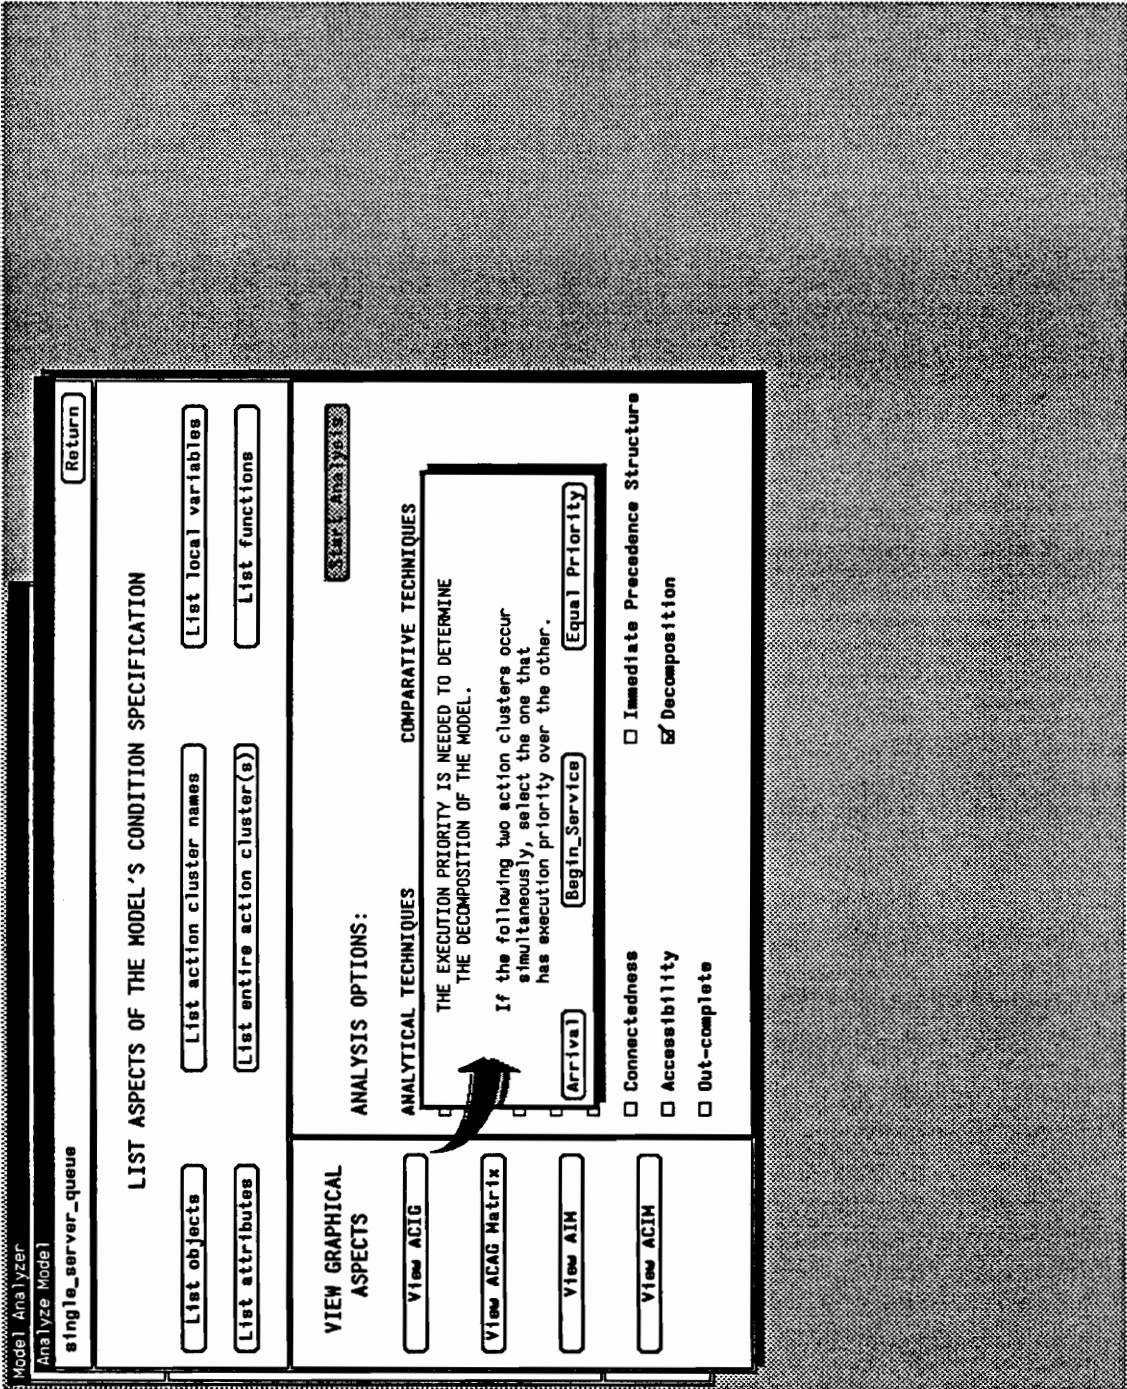 Model Analyzer
Analyze Model
single_server_queue
Return
LIST ASPECTS OF THE MODEL'S CONDITION SPECIFICATION
List objects
List action cluster names
List local variables
List attributes
List entire action cluster(s)
List functions
VIEW GRAPHICAL
ASPECTS
View ACIG
View ACAG Matrix
View AIM
View ACIM
ANALYSIS OPTIONS:
Start Analysis
ANALYTICAL TECHNIQUES
COMPARATIVE TECHNIQUES
THE EXECUTION PRIORITY IS NEEDED TO DETERMINE
THE DECOMPOSITION OF THE MODEL.
If the following two action clusters occur
simultaneously, select the one that
has execution priority over the other.
Arrival
Begin_Service
Equal Priority
Connectedness
Immediate Precedence Structure
Accessibility
Decomposition
Out-complete